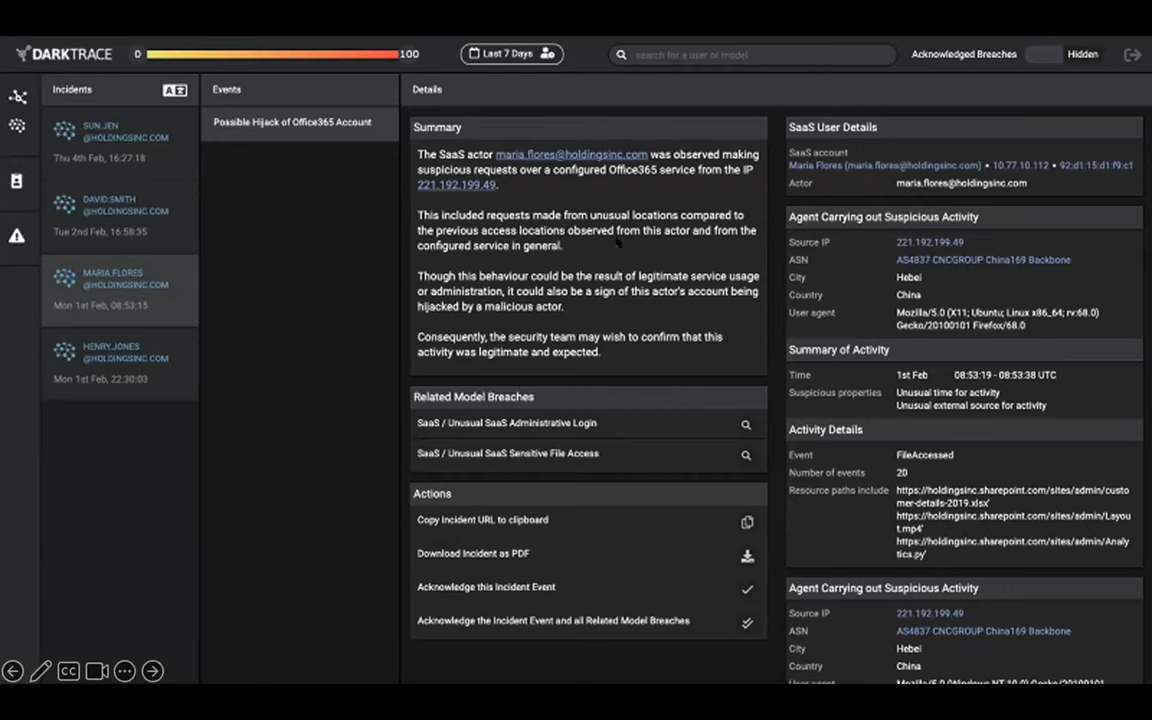 DARKTRACE
0
100
Last 7 Days
search for a user or model
Acknowledged Breaches
Hidden
Incidents
Events
Details
SUN.JEN
@HOLDINGSINC.COM
Thu 4th Feb, 16:27:18
DAVID.SMITH
@HOLDINGSINC.COM
Tue 2nd Feb, 16:58:35
MARIA.FLORES
@HOLDINGSINC.COM
Mon 1st Feb, 08:53:15
HENRY.JONES
@HOLDINGSINC.COM
Mon 1st Feb, 22:30:03
Possible Hijack of Office365 Account
Summary
The SaaS actor maria.flores@holdingsinc.com was observed making
suspicious requests over a configured Office365 service from the IP
221.192.199.49.
This included requests made from unusual locations compared to
the previous access locations observed from this actor and from the
configured service in general.
Though this behaviour could be the result of legitimate service usage
or administration, it could also be a sign of this actor's account being
hijacked by a malicious actor.
Consequently, the security team may wish to confirm that this
activity was legitimate and expected.
Related Model Breaches
SaaS / Unusual SaaS Administrative Login
SaaS / Unusual SaaS Sensitive File Access
Actions
Copy Incident URL to clipboard
Download Incident as PDF
Acknowledge this Incident Event
Acknowledge the Incident Event and all Related Model Breaches
SaaS User Details
SaaS account
Maria Flores (maria.flores@holdingsinc.com) • 10.77.10.112 • 92:d1:15:d1:f9:c1
Actor maria.flores@holdingsinc.com
Agent Carrying out Suspicious Activity
Source IP 221.192.199.49
ASN AS4837 CNCGROUP China169 Backbone
City Hebei
Country China
User agent Mozilla/5.0 (X11; Ubuntu; Linux x86_64; rv:68.0)
Gecko/20100101 Firefox/68.0
Summary of Activity
Time 1st Feb 08:53:19 - 08:53:38 UTC
Suspicious properties Unusual time for activity
Unusual external source for activity
Activity Details
Event FileAccessed
Number of events 20
Resource paths include https://holdingsinc.sharepoint.com/sites/admin/custo
mer-details-2019.xlsx'
https://holdingsinc.sharepoint.com/sites/admin/Layou
t.mp4'
https://holdingsinc.sharepoint.com/sites/admin/Analy
tics.py'
Agent Carrying out Suspicious Activity
Source IP 221.192.199.49
ASN AS4837 CNCGROUP China169 Backbone
City Hebei
Country China
CC